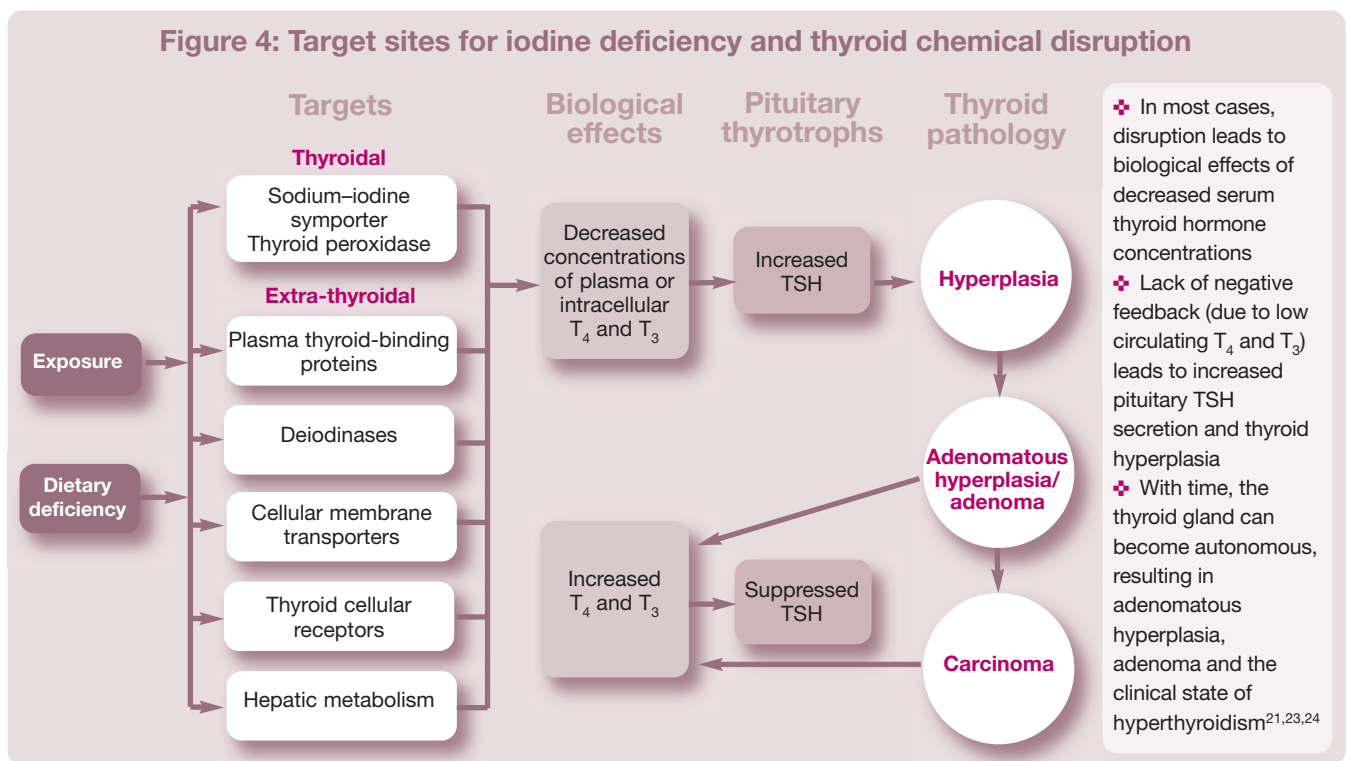 Figure 4: Target sites for iodine deficiency and thyroid chemical disruption
Targets
Biological
effects
Pituitary
thyrotrophs
Thyroid
pathology
Exposure
Dietary
deficiency
Thyroidal
Sodium–iodine
symporter
Thyroid peroxidase
Extra-thyroidal
Plasma thyroid-binding
proteins
Deiodinases
Cellular membrane
transporters
Thyroid cellular
receptors
Hepatic metabolism
Decreased
concentrations
of plasma or
intracellular
T₄ and T₃
Increased
TSH
Hyperplasia
Adenomatous
hyperplasia/
adenoma
Carcinoma
Increased
T₄ and T₃
Suppressed
TSH
✤ In most cases,
disruption leads to
biological effects of
decreased serum
thyroid hormone
concentrations
✤ Lack of negative
feedback (due to low
circulating T₄ and T₃)
leads to increased
pituitary TSH
secretion and thyroid
hyperplasia
✤ With time, the
thyroid gland can
become autonomous,
resulting in
adenomatous
hyperplasia,
adenoma and the
clinical state of
hyperthyroidism²¹,²³,²⁴